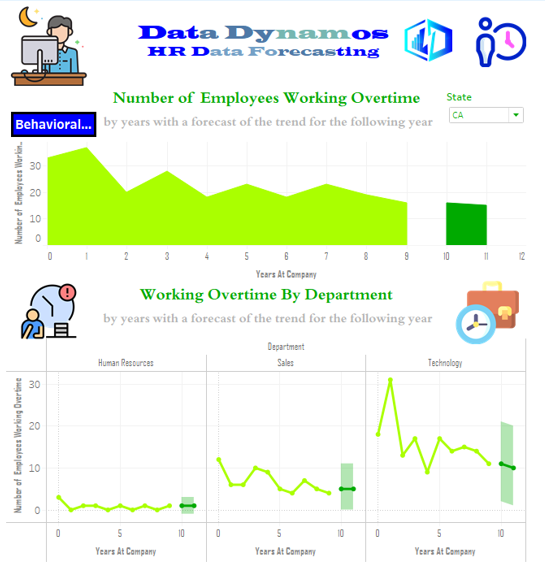 Data Dynamos
HR Data Forecasting
Number of Employees Working Overtime
State
CA
Behavioral...
by years with a forecast of the trend for the following year
Number of Employees Workin..
30
20
10
0
0 1 2 3 4 5 6 7 8 9 10 11 12
Years At Company
Working Overtime By Department
by years with a forecast of the trend for the following year
Department
Human Resources Sales Technology
Number of Employees Working Overtime
30
20
10
0
0 5 10 0 5 10 0 5 10
Years At Company Years At Company Years At Company